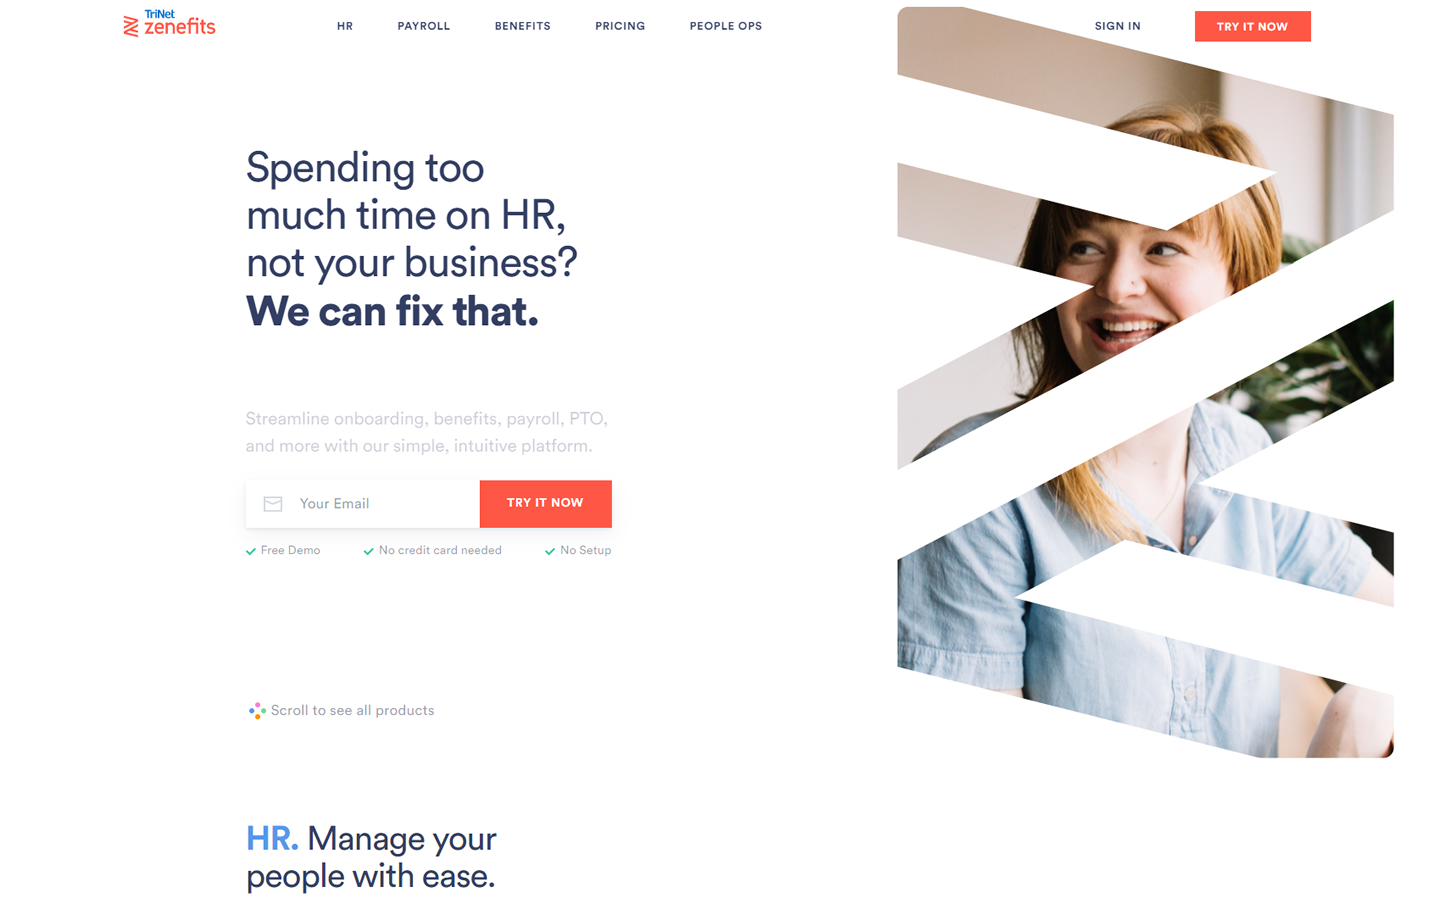 TriNet
zenefits
HR
PAYROLL
BENEFITS
PRICING
PEOPLE OPS
SIGN IN
TRY IT NOW
Spending too
much time on HR,
not your business?
We can fix that.
Streamline onboarding, benefits, payroll, PTO,
and more with our simple, intuitive platform.
Your Email
TRY IT NOW
Free Demo
No credit card needed
No Setup
Scroll to see all products
HR. Manage your
people with ease.